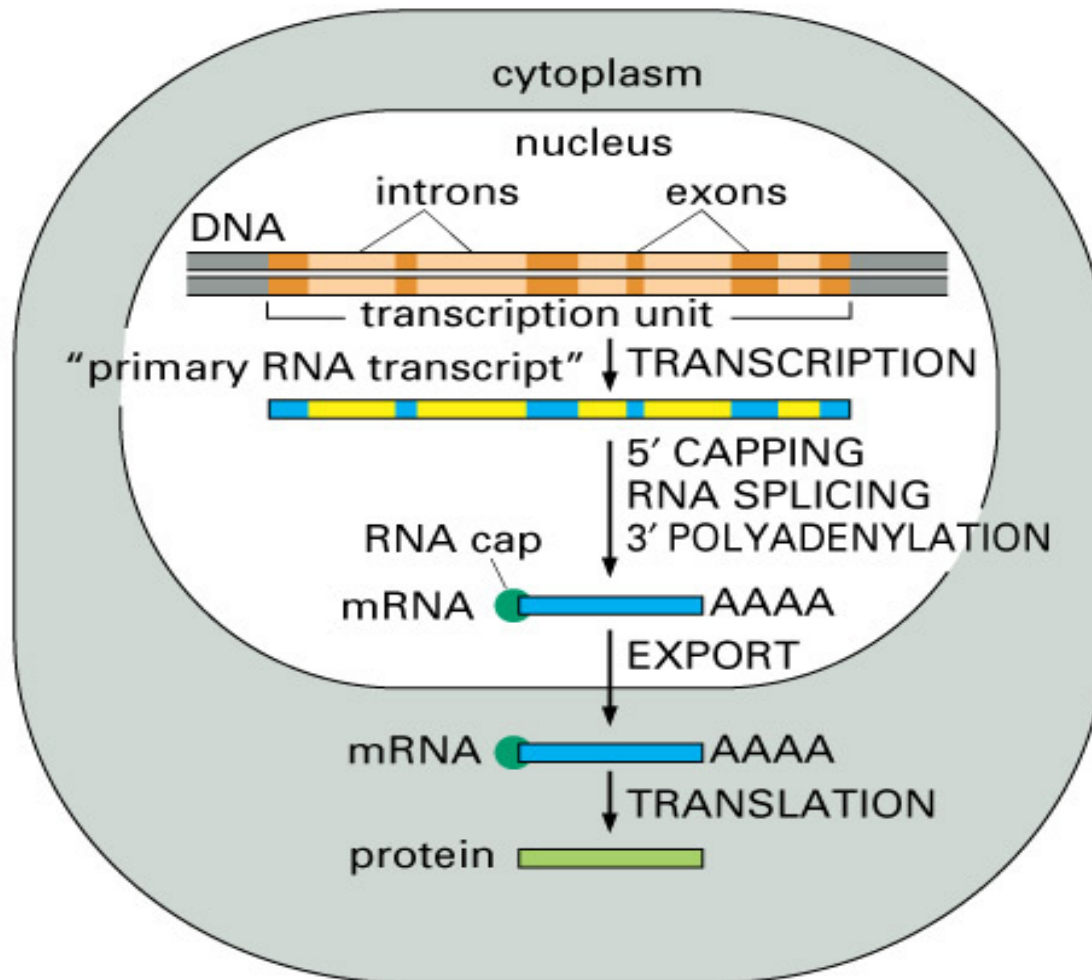 cytoplasm
nucleus
introns exons
DNA
transcription unit
“primary RNA transcript” TRANSCRIPTION
5′ CAPPING
RNA SPLICING
3′ POLYADENYLATION
RNA cap
mRNA AAAA
EXPORT
mRNA AAAA
TRANSLATION
protein